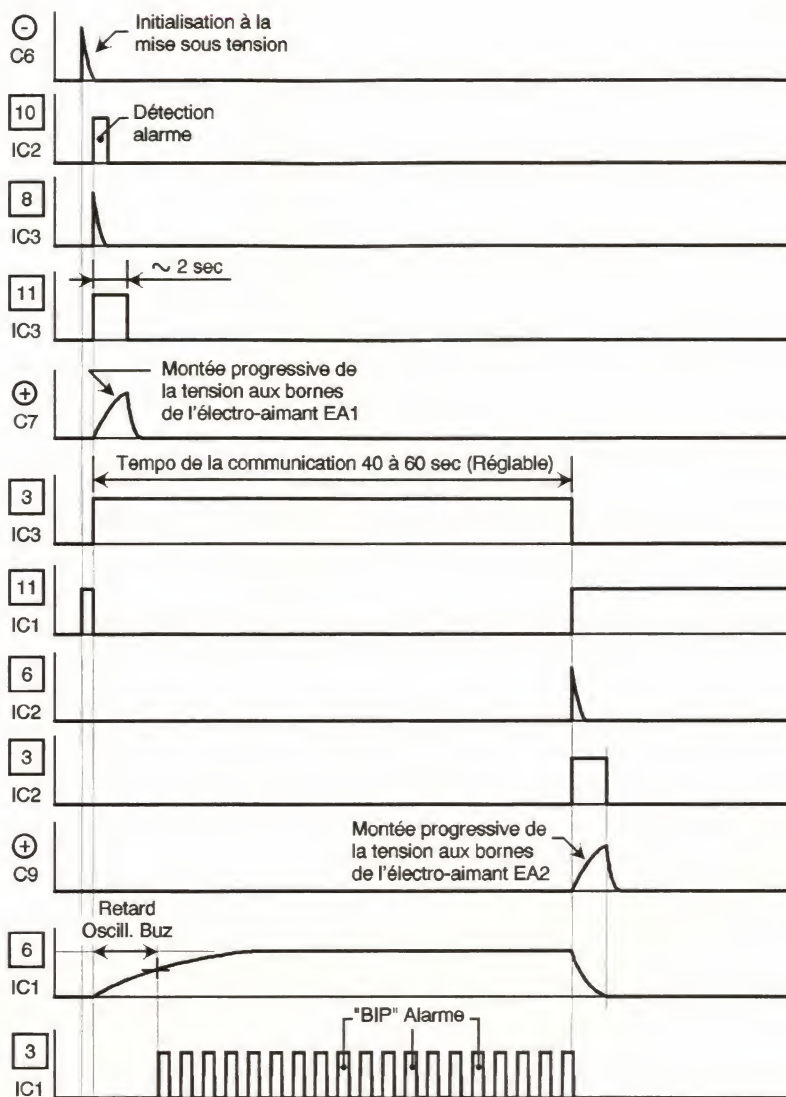 ⊖
C6
Initialisation à la
mise sous tension
10
IC2
Détection
alarme
8
IC3
11
IC3
~ 2 sec
⊕
C7
Montée progressive de
la tension aux bornes
de l'électro-aimant EA1
3
IC3
Tempo de la communication 40 à 60 sec (Réglable)
11
IC1
6
IC2
3
IC2
⊕
C9
Montée progressive de
la tension aux bornes
de l'électro-aimant EA2
6
IC1
Retard
Oscill. Buz
3
IC1
"BIP" Alarme